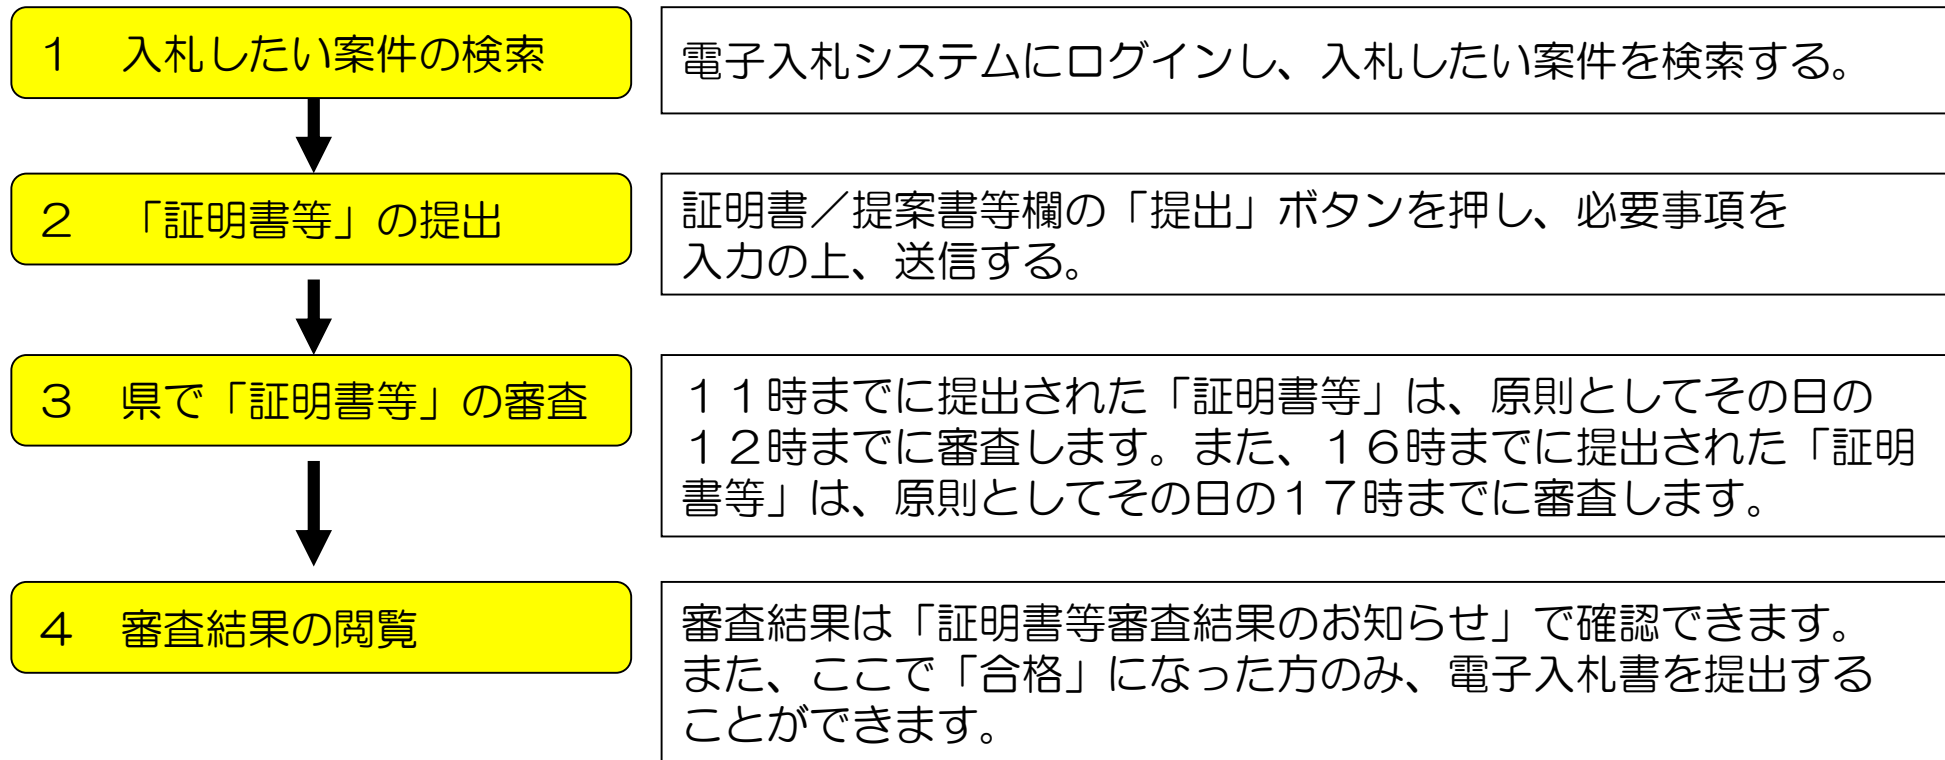 １　入札したい案件の検索
電子入札システムにログインし、入札したい案件を検索する。
２　「証明書等」の提出
証明書／提案書等欄の「提出」ボタンを押し、必要事項を
入力の上、送信する。
３　県で「証明書等」の審査
１１時までに提出された「証明書等」は、原則としてその日の
１２時までに審査します。また、１６時までに提出された「証明
書等」は、原則としてその日の１７時までに審査します。
４　審査結果の閲覧
審査結果は「証明書等審査結果のお知らせ」で確認できます。
また、ここで「合格」になった方のみ、電子入札書を提出する
ことができます。